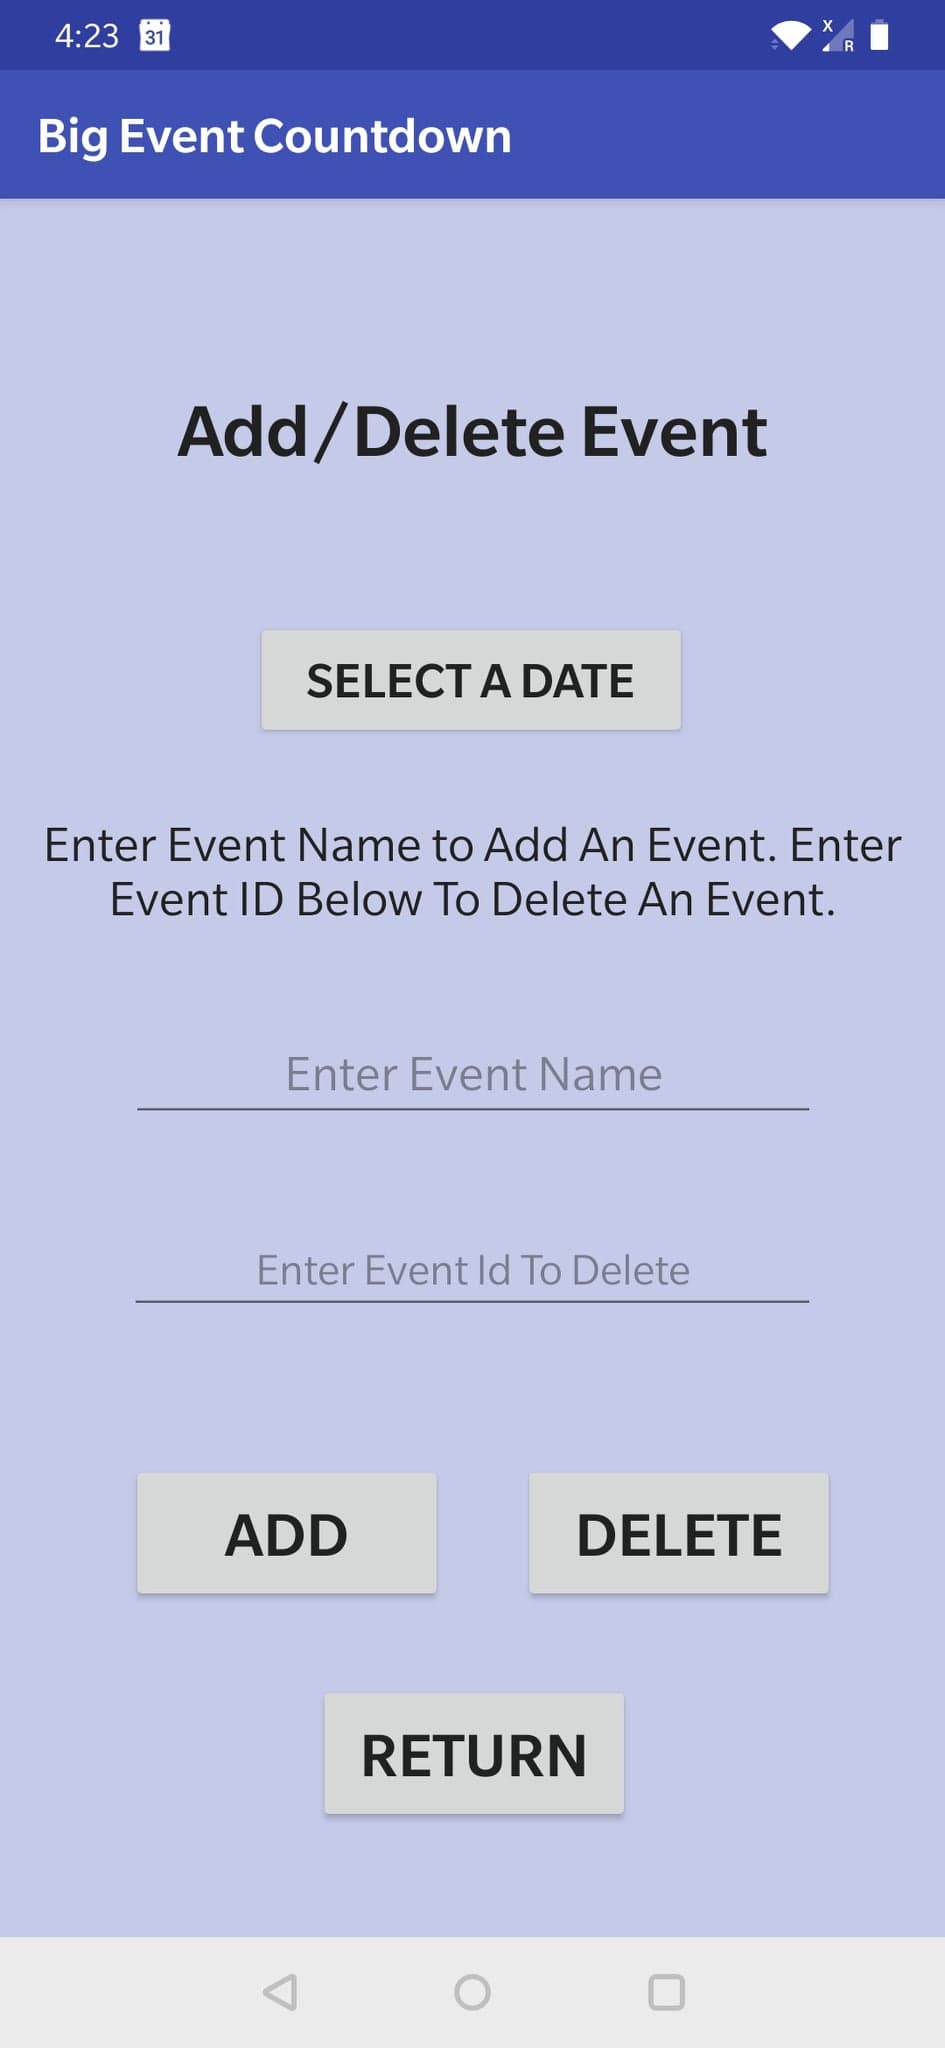 4:23 31 X R
Big Event Countdown
Add/Delete Event
SELECT A DATE
Enter Event Name to Add An Event. Enter
Event ID Below To Delete An Event.
Enter Event Name
Enter Event Id To Delete
ADD DELETE
RETURN